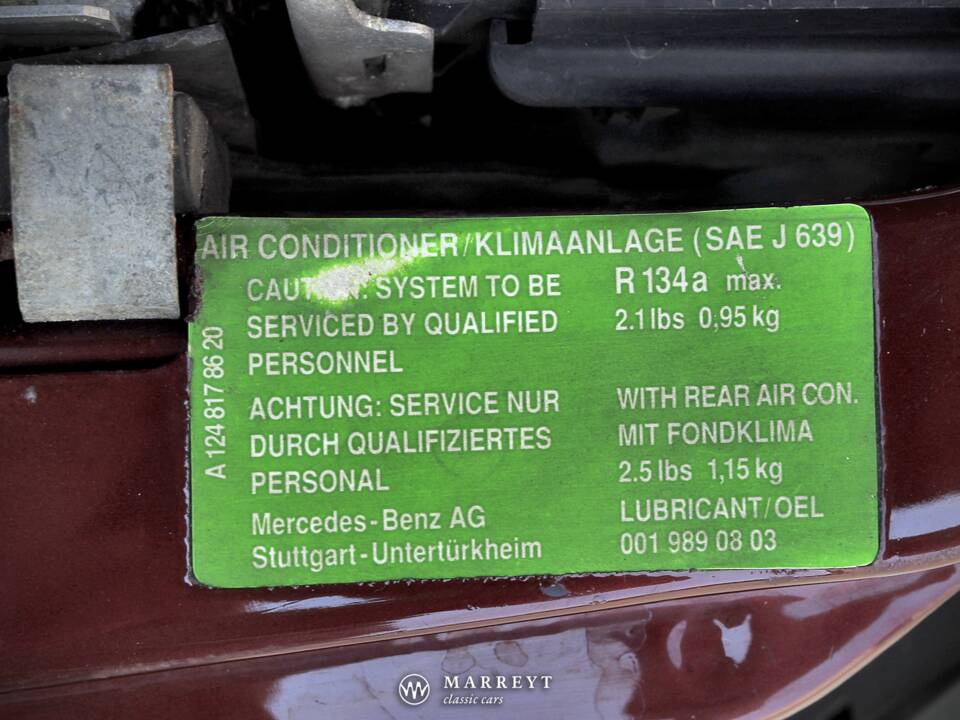 AIR CONDITIONER/KLIMAANLAGE (SAE J 639)
CAUTION: SYSTEM TO BE
SERVICED BY QUALIFIED
PERSONNEL
R 134a max.
2.1 lbs 0,95 kg
ACHTUNG: SERVICE NUR
DURCH QUALIFIZIERTES
PERSONAL
WITH REAR AIR CON.
MIT FONDKLIMA
2.5 lbs 1,15 kg
Mercedes-Benz AG
Stuttgart-Untertürkheim
LUBRICANT/OEL
001 989 08 03
A 124 817 86 20
MARREYT
classic cars